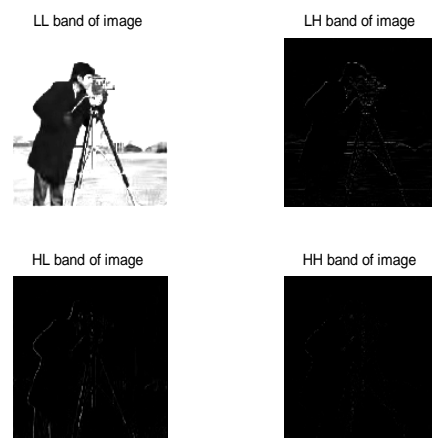 LL band of image
LH band of image
HL band of image
HH band of image